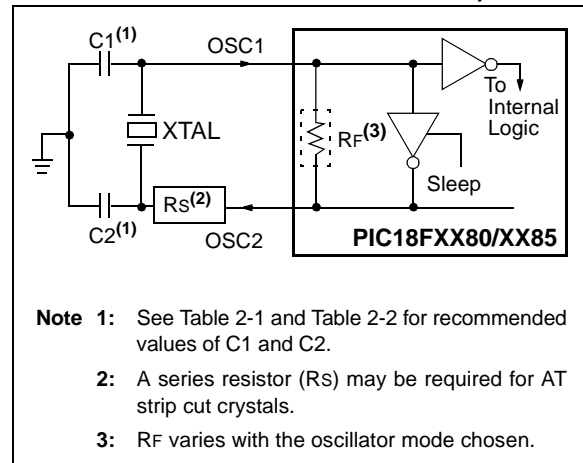 C1(1)
OSC1
To
Internal
Logic
XTAL
RF(3)
Sleep
RS(2)
C2(1)
OSC2
PIC18FXX80/XX85
Note 1: See Table 2-1 and Table 2-2 for recommended
values of C1 and C2.
2: A series resistor (RS) may be required for AT
strip cut crystals.
3: RF varies with the oscillator mode chosen.